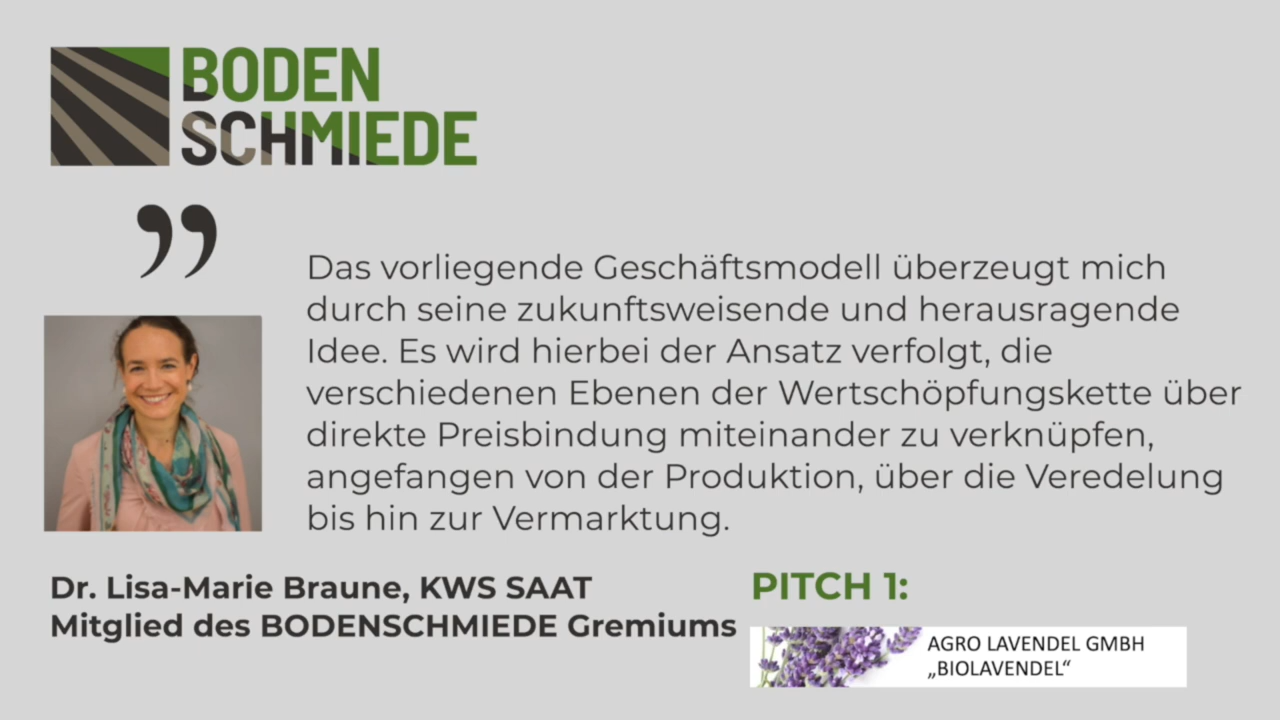 BODEN
SCHMIEDE
”
Das vorliegende Geschäftsmodell überzeugt mich
durch seine zukunftsweisende und herausragende
Idee. Es wird hierbei der Ansatz verfolgt, die
verschiedenen Ebenen der Wertschöpfungskette über
direkte Preisbindung miteinander zu verknüpfen,
angefangen von der Produktion, über die Veredelung
bis hin zur Vermarktung.
Dr. Lisa-Marie Braune, KWS SAAT
Mitglied des BODENSCHMIEDE Gremiums
PITCH 1:
AGRO LAVENDEL GMBH
„BIOLAVENDEL“